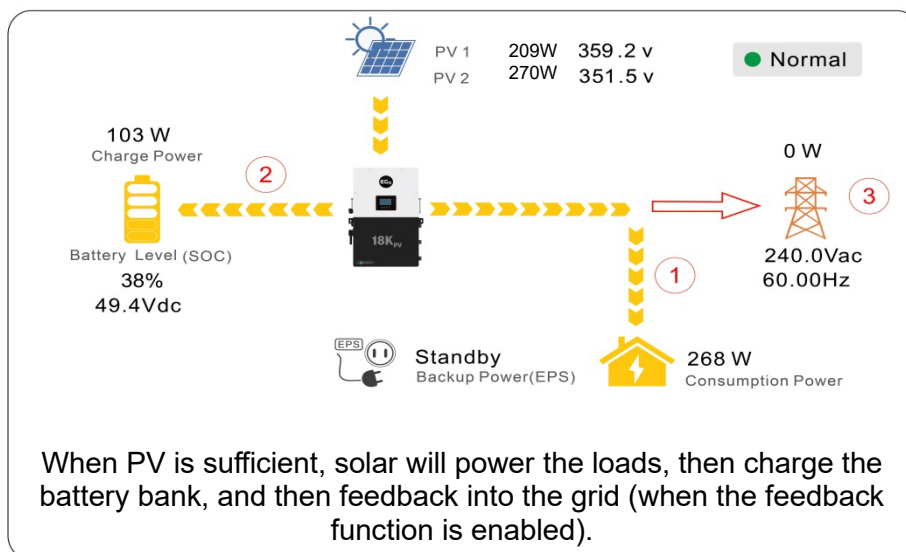 PV 1 209W 359.2 v
PV 2 270W 351.5 v
Normal
103 W
Charge Power
2
0 W
3
EG4
18KPV
Battery Level (SOC)
38%
49.4Vdc
240.0Vac
60.00Hz
1
EPS
Standby
Backup Power(EPS)
268 W
Consumption Power
When PV is sufficient, solar will power the loads, then charge the
battery bank, and then feedback into the grid (when the feedback
function is enabled).